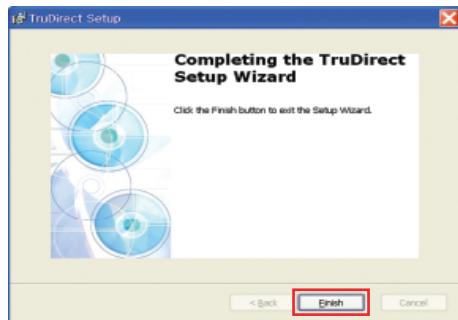 TruDirect Setup
Completing the TruDirect
Setup Wizard
Click the Finish button to exit the Setup Wizard.
< Back
Finish
Cancel